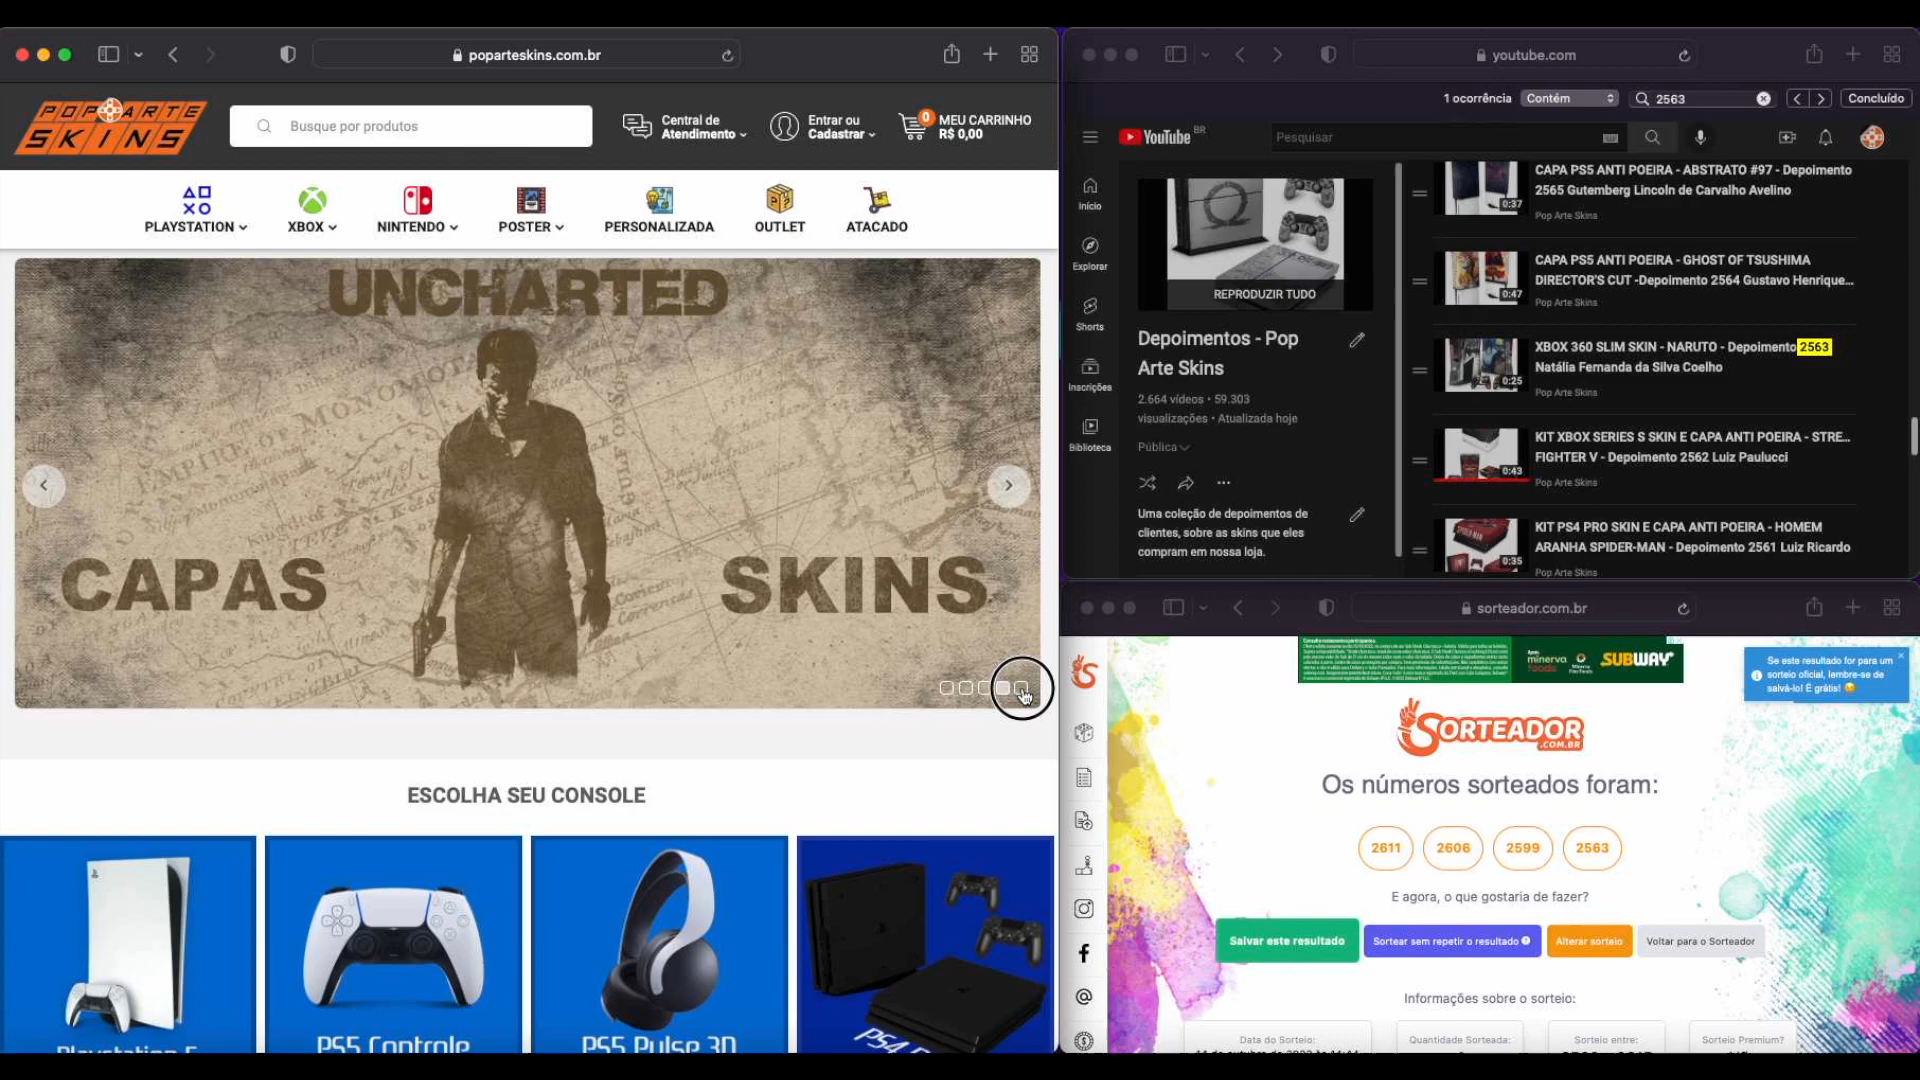 poparteskins.com.br
POP ARTE
SKINS
Busque por produtos
Central de
Atendimento
Entrar ou
Cadastrar
0
MEU CARRINHO
R$ 0,00
PLAYSTATION
XBOX
NINTENDO
POSTER
PERSONALIZADA
OUTLET
ATACADO
UNCHARTED
CAPAS
SKINS
ESCOLHA SEU CONSOLE
PS5 Controle
PS5 Pulse 3D
PS4
youtube.com
1 ocorrência
Contém
2563
Concluído
YouTube BR
Pesquisar
Início
Explorar
Shorts
Inscrições
Biblioteca
REPRODUZIR TUDO
Depoimentos - Pop
Arte Skins
2.664 vídeos • 59.303
visualizações • Atualizada hoje
Pública
Uma coleção de depoimentos de
clientes, sobre as skins que eles
compram em nossa loja.
0:37
CAPA PS5 ANTI POEIRA - ABSTRATO #97 - Depoimento
2565 Gutemberg Lincoln de Carvalho Avelino
Pop Arte Skins
0:47
CAPA PS5 ANTI POEIRA - GHOST OF TSUSHIMA
DIRECTOR'S CUT -Depoimento 2564 Gustavo Henrique...
Pop Arte Skins
0:25
XBOX 360 SLIM SKIN - NARUTO - Depoimento 2563
Natália Fernanda da Silva Coelho
Pop Arte Skins
0:43
KIT XBOX SERIES S SKIN E CAPA ANTI POEIRA - STRE...
FIGHTER V - Depoimento 2562 Luiz Paulucci
Pop Arte Skins
0:35
KIT PS4 PRO SKIN E CAPA ANTI POEIRA - HOMEM
ARANHA SPIDER-MAN - Depoimento 2561 Luiz Ricardo
Pop Arte Skins
sorteador.com.br
minerva
foods
SUBWAY
Se este resultado for para um
sorteio oficial, lembre-se de
salvá-lo! É grátis!
SORTEADOR
.COM.BR
Os números sorteados foram:
2611
2606
2599
2563
E agora, o que gostaria de fazer?
Salvar este resultado
Sortear sem repetir o resultado
Alterar sorteio
Voltar para o Sorteador
Informações sobre o sorteio:
Data do Sorteio:
Quantidade Sorteada:
Sorteio entre:
Sorteio Premium?